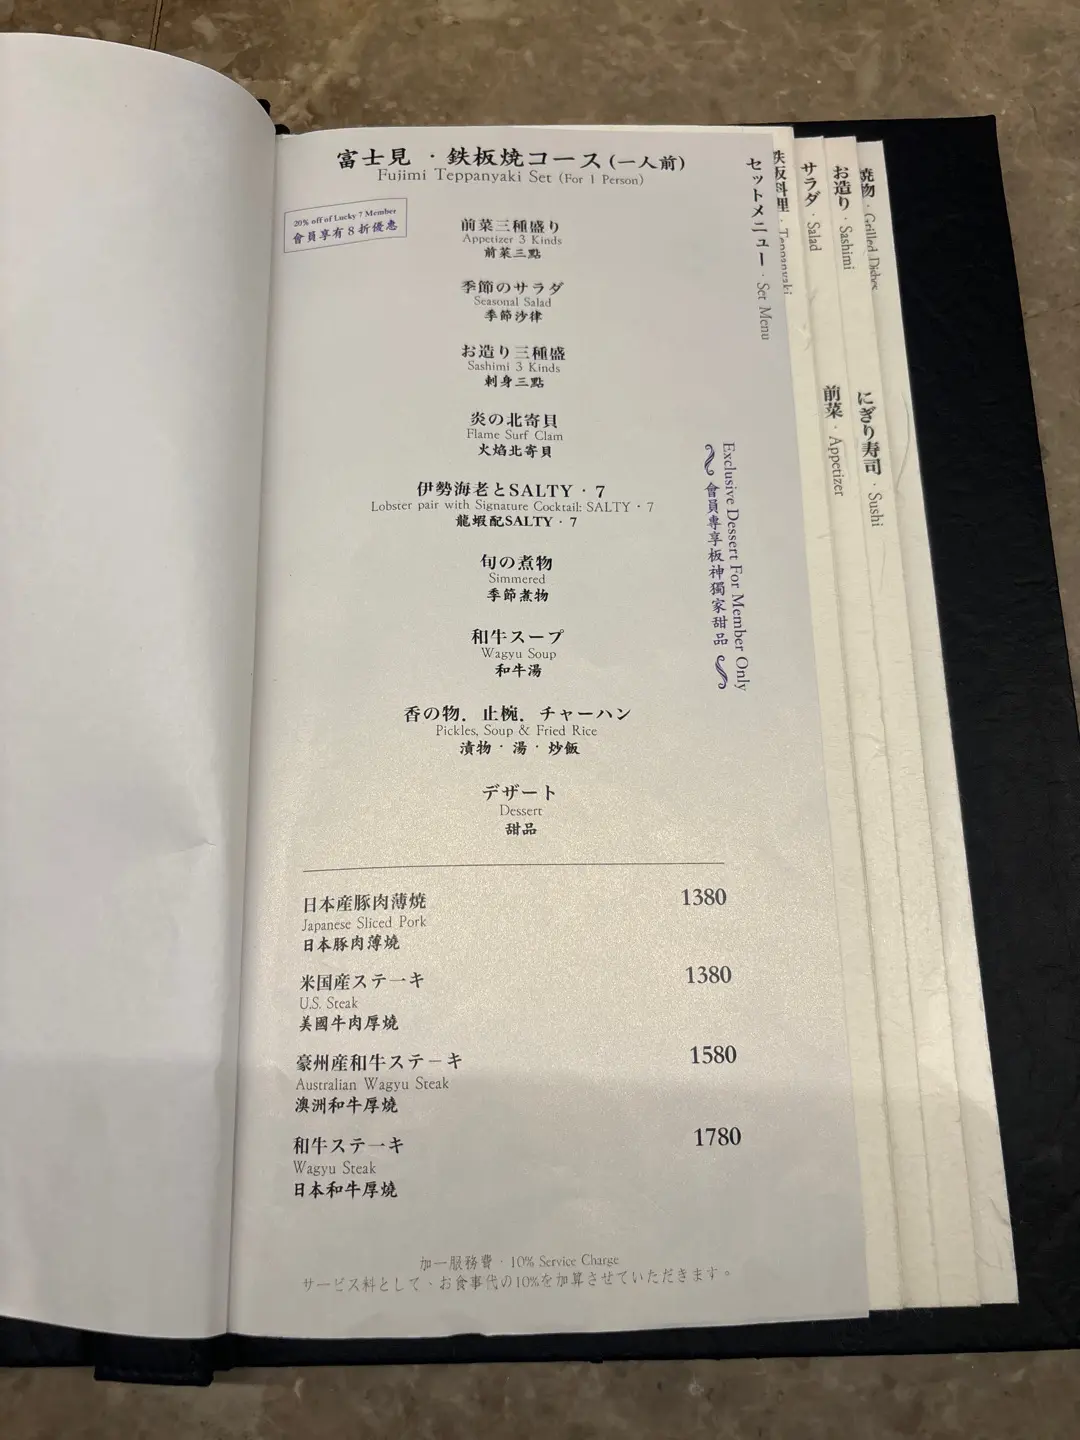 富士見 ・鉄板焼コース(一人前)
Fujimi Teppanyaki Set (For 1 Person)
20% off of Lucky 7 Member
會員享有8折優惠
前菜三種盛り
Appetizer 3 Kinds
前菜三點
季節のサラダ
Seasonal Salad
季節沙律
お造り三種盛
Sashimi 3 Kinds
刺身三點
炎の北寄貝
Flame Surf Clam
火焰北寄貝
伊勢海老とSALTY・7
Lobster pair with Signature Cocktail: SALTY・7
龍蝦配SALTY・7
旬の煮物
Simmered
季節煮物
和牛スープ
Wagyu Soup
和牛湯
香の物．止椀．チャーハン
Pickles, Soup & Fried Rice
漬物・湯・炒飯
デザート
Dessert
甜品
Exclusive Dessert For Member Only
會員專享板神獨家甜品
日本産豚肉薄焼 1380
Japanese Sliced Pork
日本豚肉薄燒
米国産ステーキ 1380
U.S. Steak
美國牛肉厚燒
豪州産和牛ステーキ 1580
Australian Wagyu Steak
澳洲和牛厚燒
和牛ステーキ 1780
Wagyu Steak
日本和牛厚燒
加一服務費・10% Service Charge
サービス料として、お食事代の10%を加算させていただきます。
セットメニュー・Set Menu
鉄板料理・Teppanyaki
サラダ・Salad
前菜・Appetizer
お造り・Sashimi
にぎり寿司・Sushi
焼物・Grilled Dishes